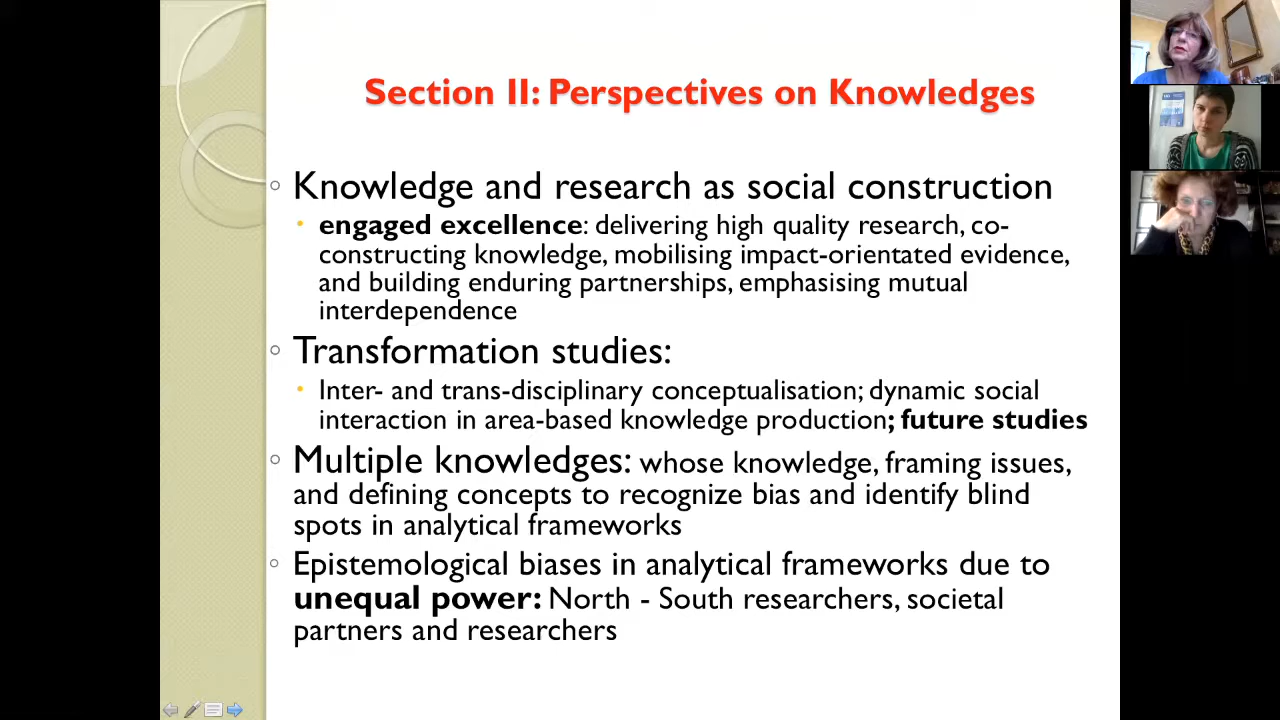 Section II: Perspectives on Knowledges
Knowledge and research as social construction
engaged excellence: delivering high quality research, co-
constructing knowledge, mobilising impact-orientated evidence,
and building enduring partnerships, emphasising mutual
interdependence
Transformation studies:
Inter- and trans-disciplinary conceptualisation; dynamic social
interaction in area-based knowledge production; future studies
Multiple knowledges: whose knowledge, framing issues,
and defining concepts to recognize bias and identify blind
spots in analytical frameworks
Epistemological biases in analytical frameworks due to
unequal power: North - South researchers, societal
partners and researchers